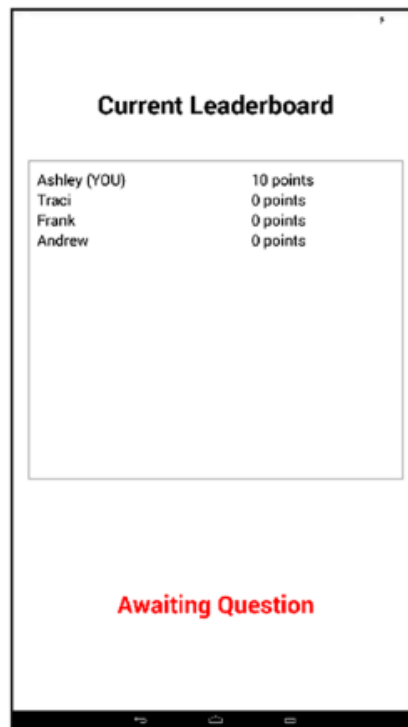 Current Leaderboard
Ashley (YOU) 10 points
Traci 0 points
Frank 0 points
Andrew 0 points
Awaiting Question